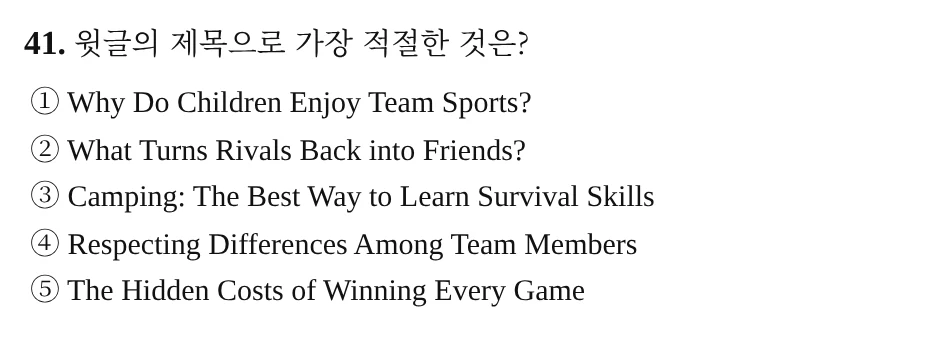 41. 윗글의 제목으로 가장 적절한 것은?
① Why Do Children Enjoy Team Sports?
② What Turns Rivals Back into Friends?
③ Camping: The Best Way to Learn Survival Skills
④ Respecting Differences Among Team Members
⑤ The Hidden Costs of Winning Every Game